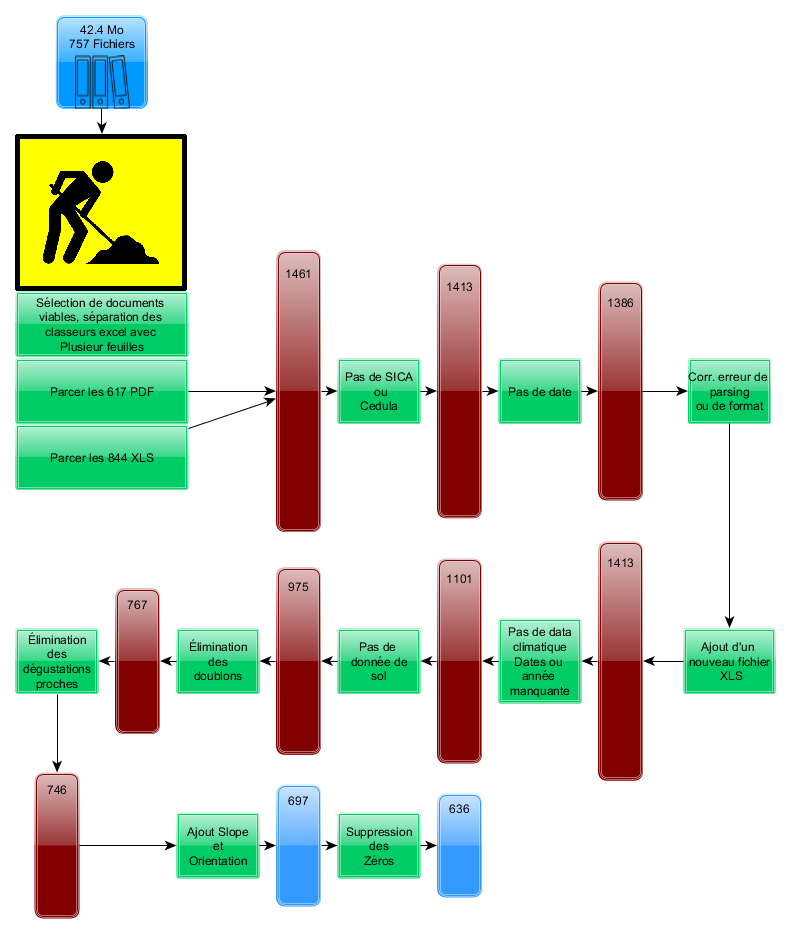 42.4 Mo
757 Fichiers
Sélection de documents
viables, séparation des
classeurs excel avec
Plusieur feuilles
Parcer les 617 PDF
Parcer les 844 XLS
1461
Pas de SICA
ou
Cedula
1413
Pas de date
1386
Corr. erreur de
parsing
ou de format
Ajout d'un
nouveau fichier
XLS
1413
Pas de data
climatique
Dates ou
année
manquante
1101
Pas de
donnée de
sol
975
Élimination
des
doublons
767
Élimination
des
dégustations
proches
746
Ajout Slope
et
Orientation
697
Suppression
des
Zéros
636